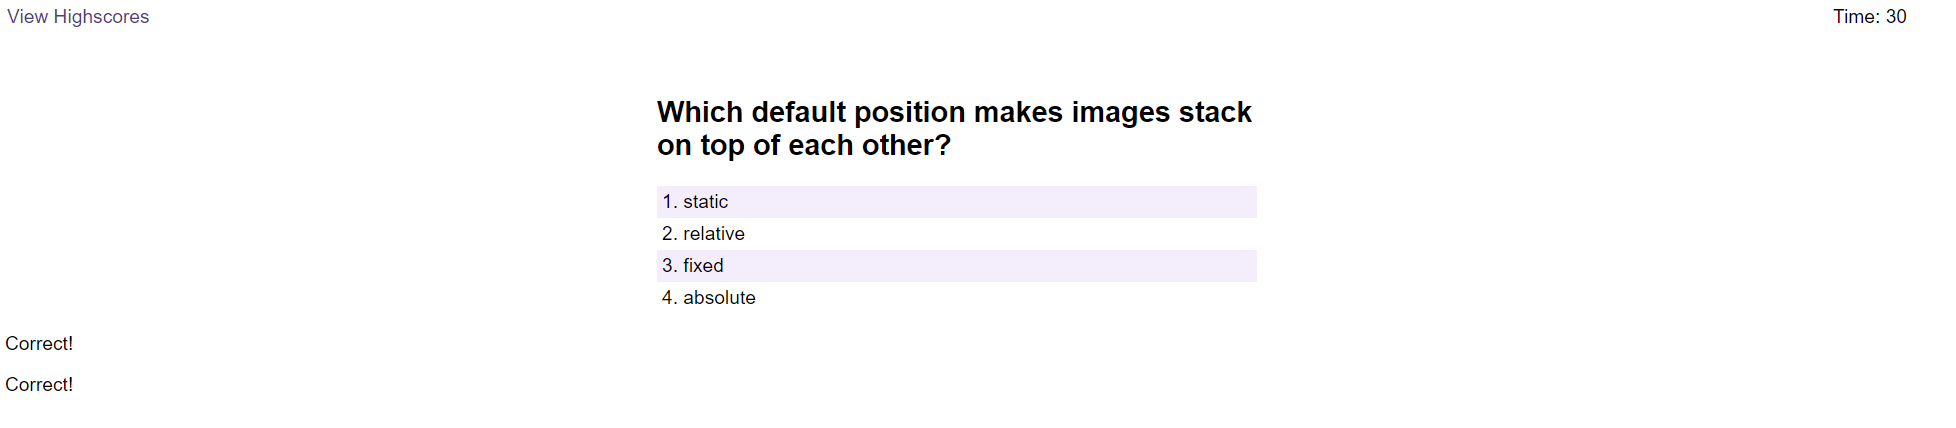 View Highscores
Time: 30
Which default position makes images stack
on top of each other?
1. static
2. relative
3. fixed
4. absolute
Correct!
Correct!